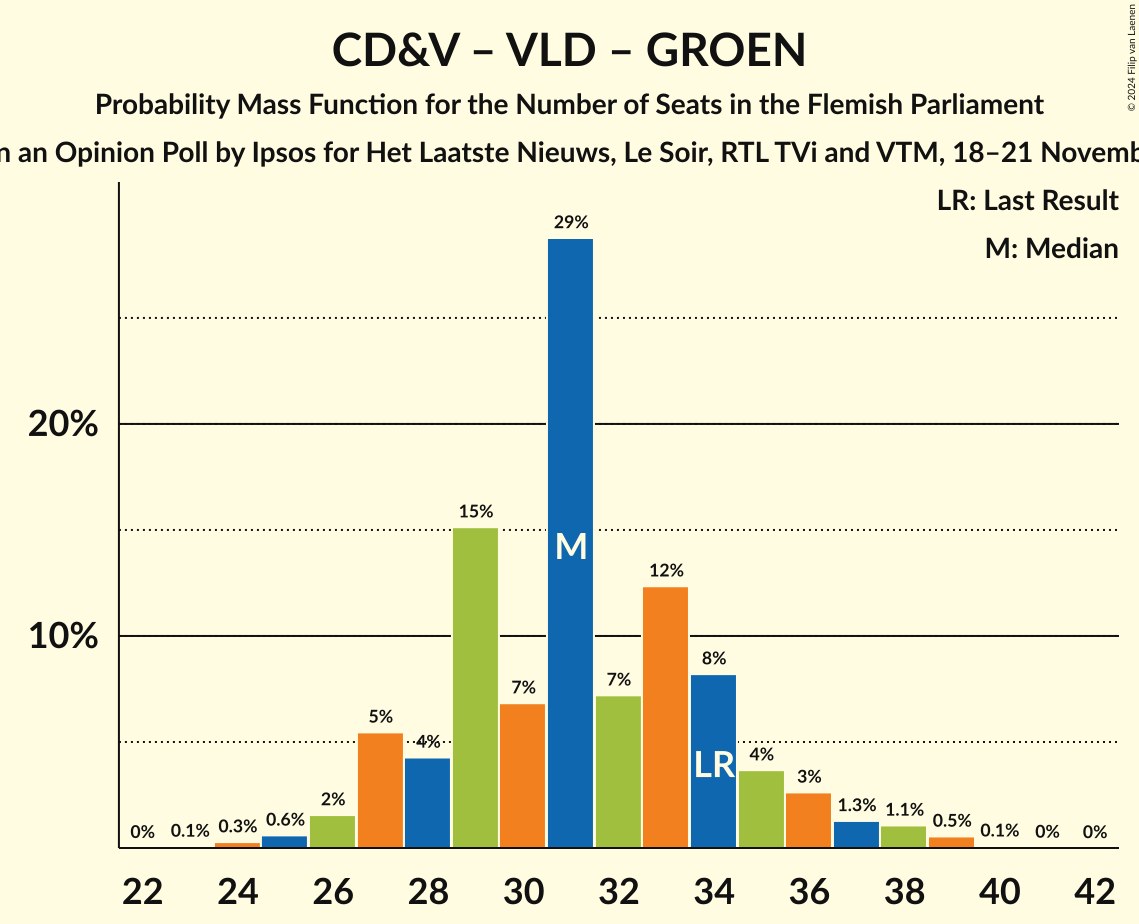 CD&V – VLD – GROEN
Probability Mass Function for the Number of Seats in the Flemish Parliament
an Opinion Poll by Ipsos for Het Laatste Nieuws, Le Soir, RTL TVi and VTM, 18–21
© 2024 Filip van Laenen
LR: Last Result
M: Median
20%
10%
0% 0.1% 0.3% 0.6% 2% 5% 4% 15% 7% 29% 7% 12% 8% 4% 3% 1.3% 1.1% 0.5% 0.1% 0% 0%
M
LR
22 24 26 28 30 32 34 36 38 40 42